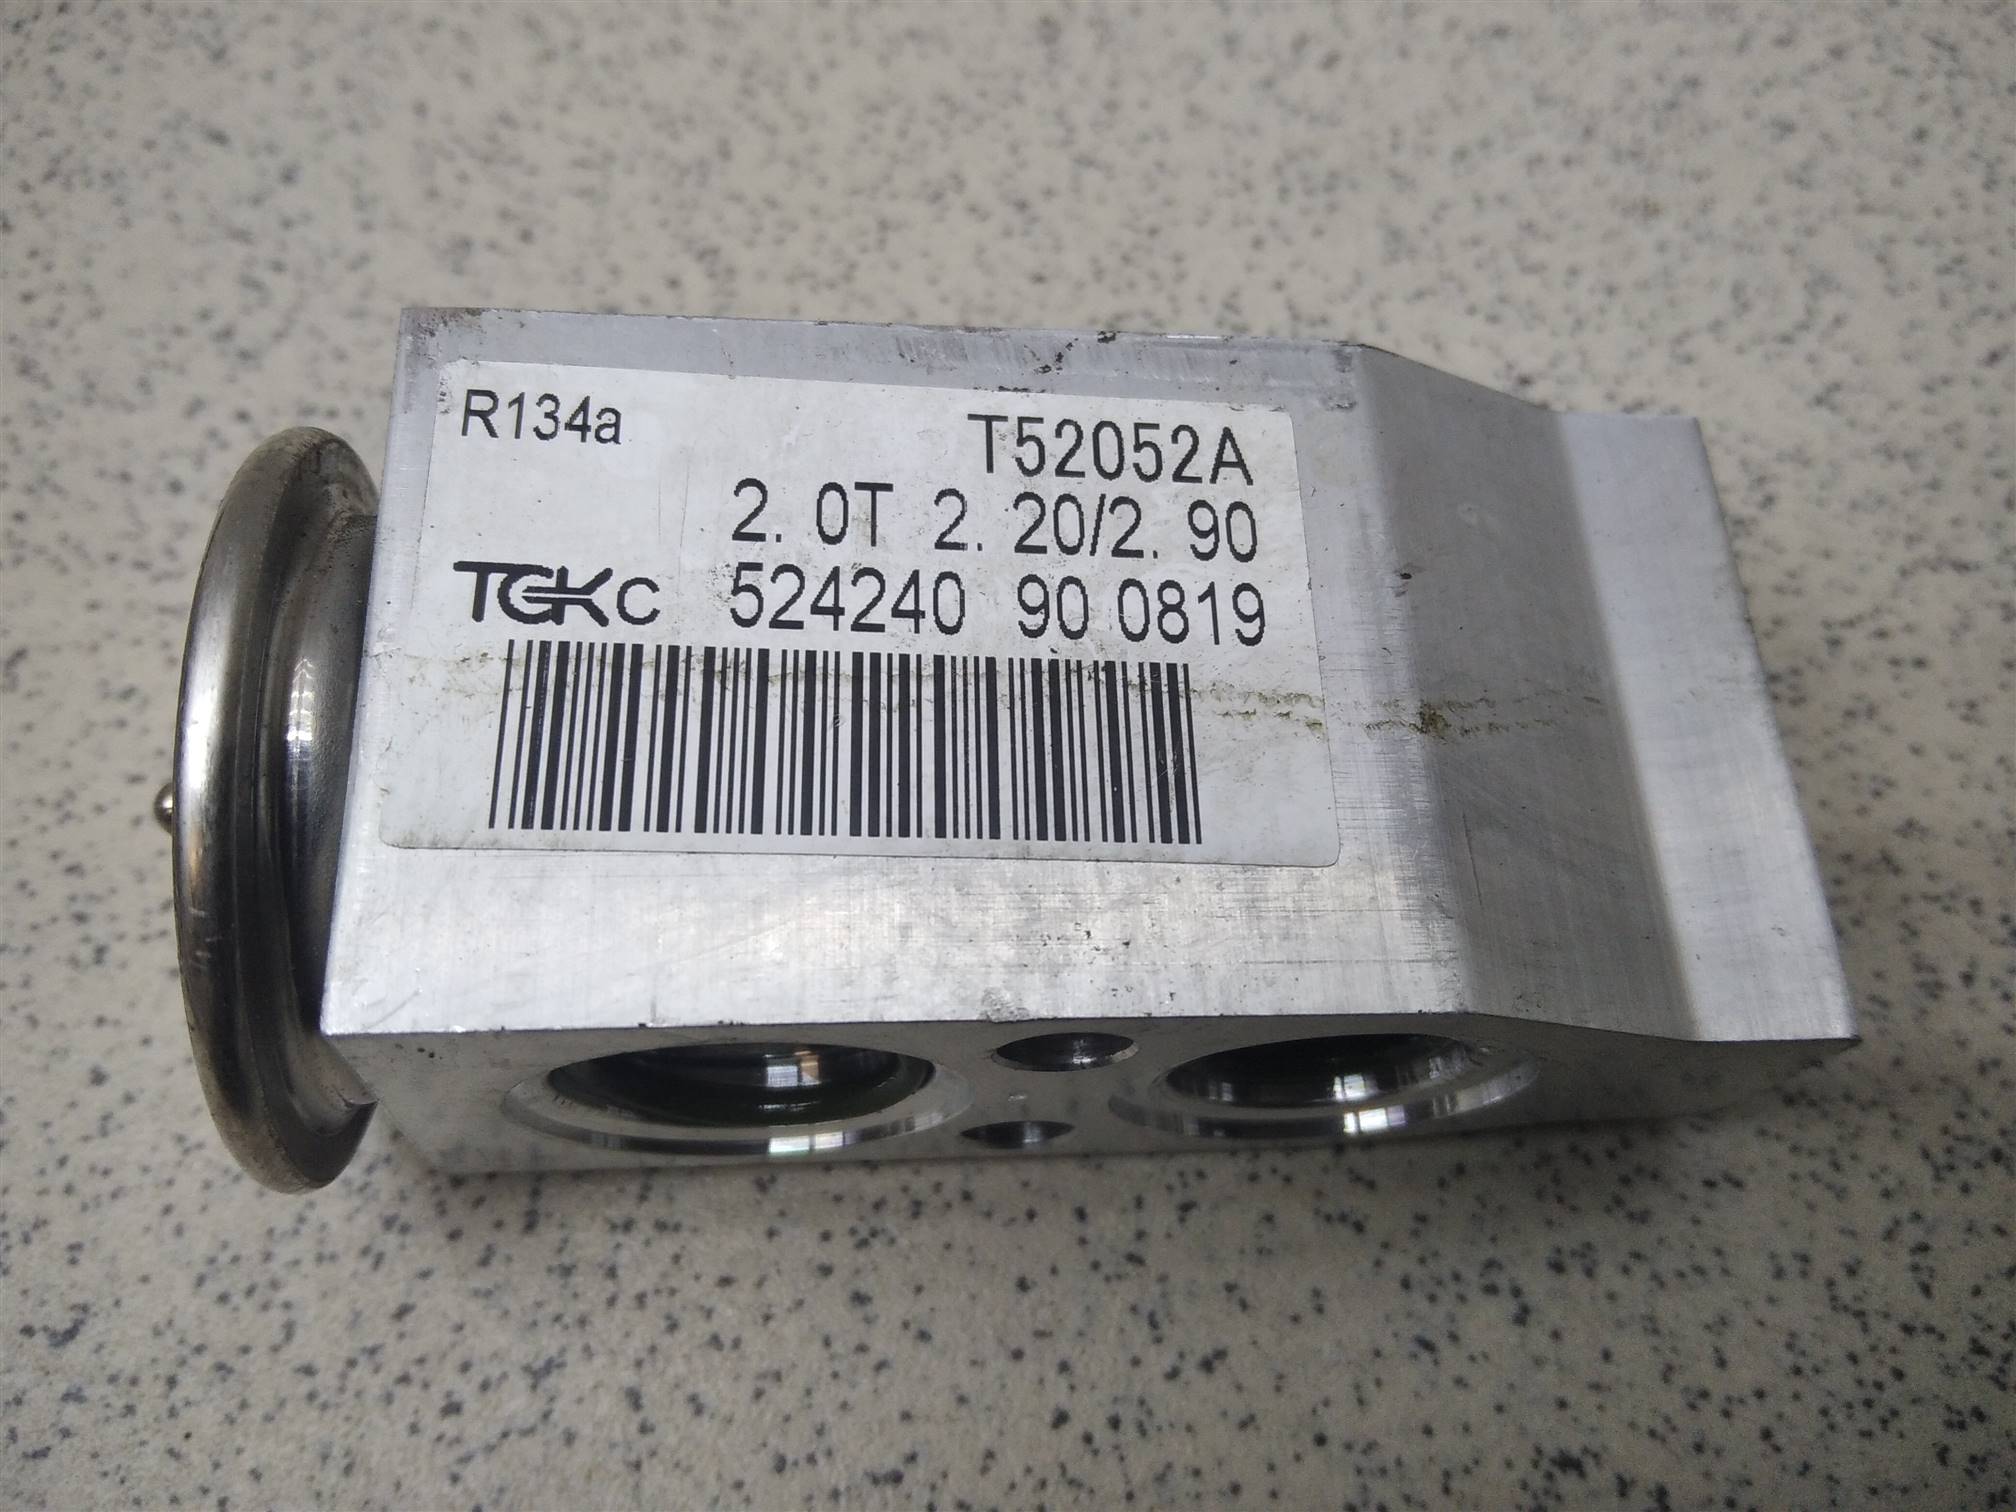 R134a T52052A
2. 0T 2. 20/2. 90
TGKC 524240 90 0819